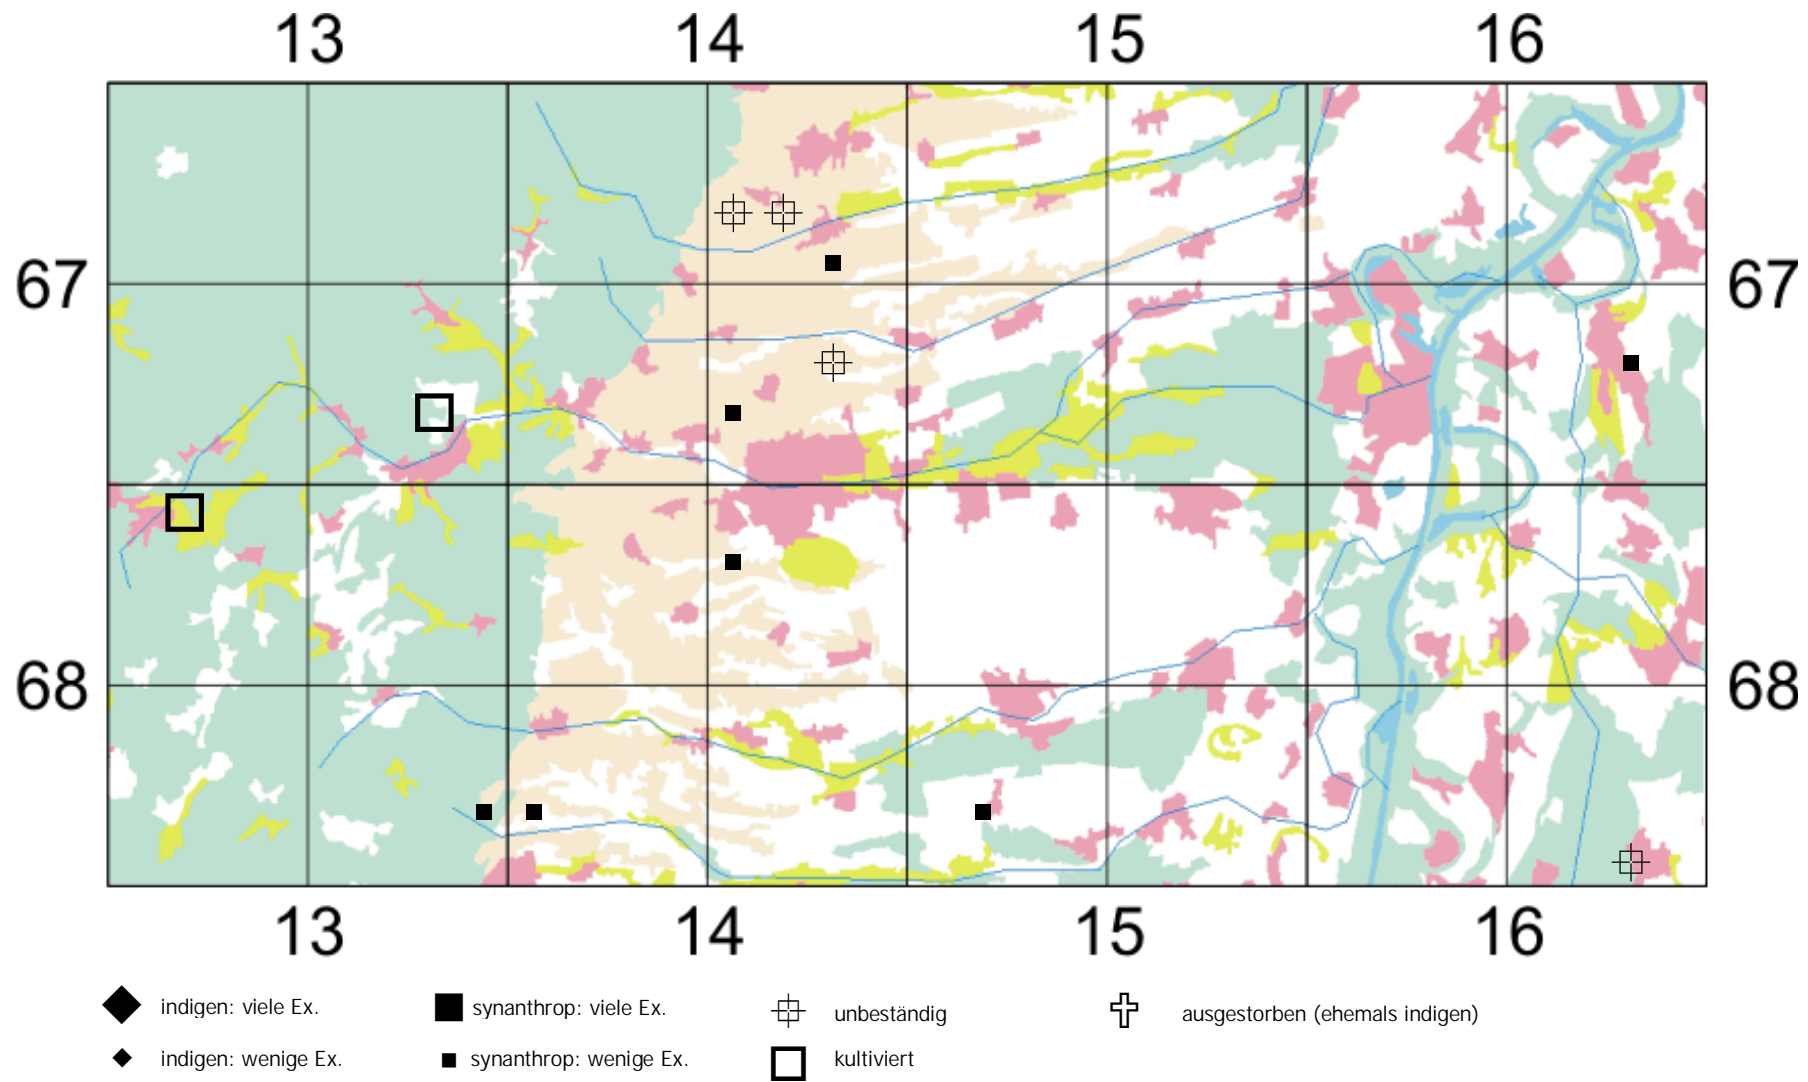 13 14 15 16
67 67
68 68
13 14 15 16
indigen: viele Ex. synanthrop: viele Ex. unbeständig ausgestorben (ehemals indigen)
indigen: wenige Ex. synanthrop: wenige Ex. kultiviert